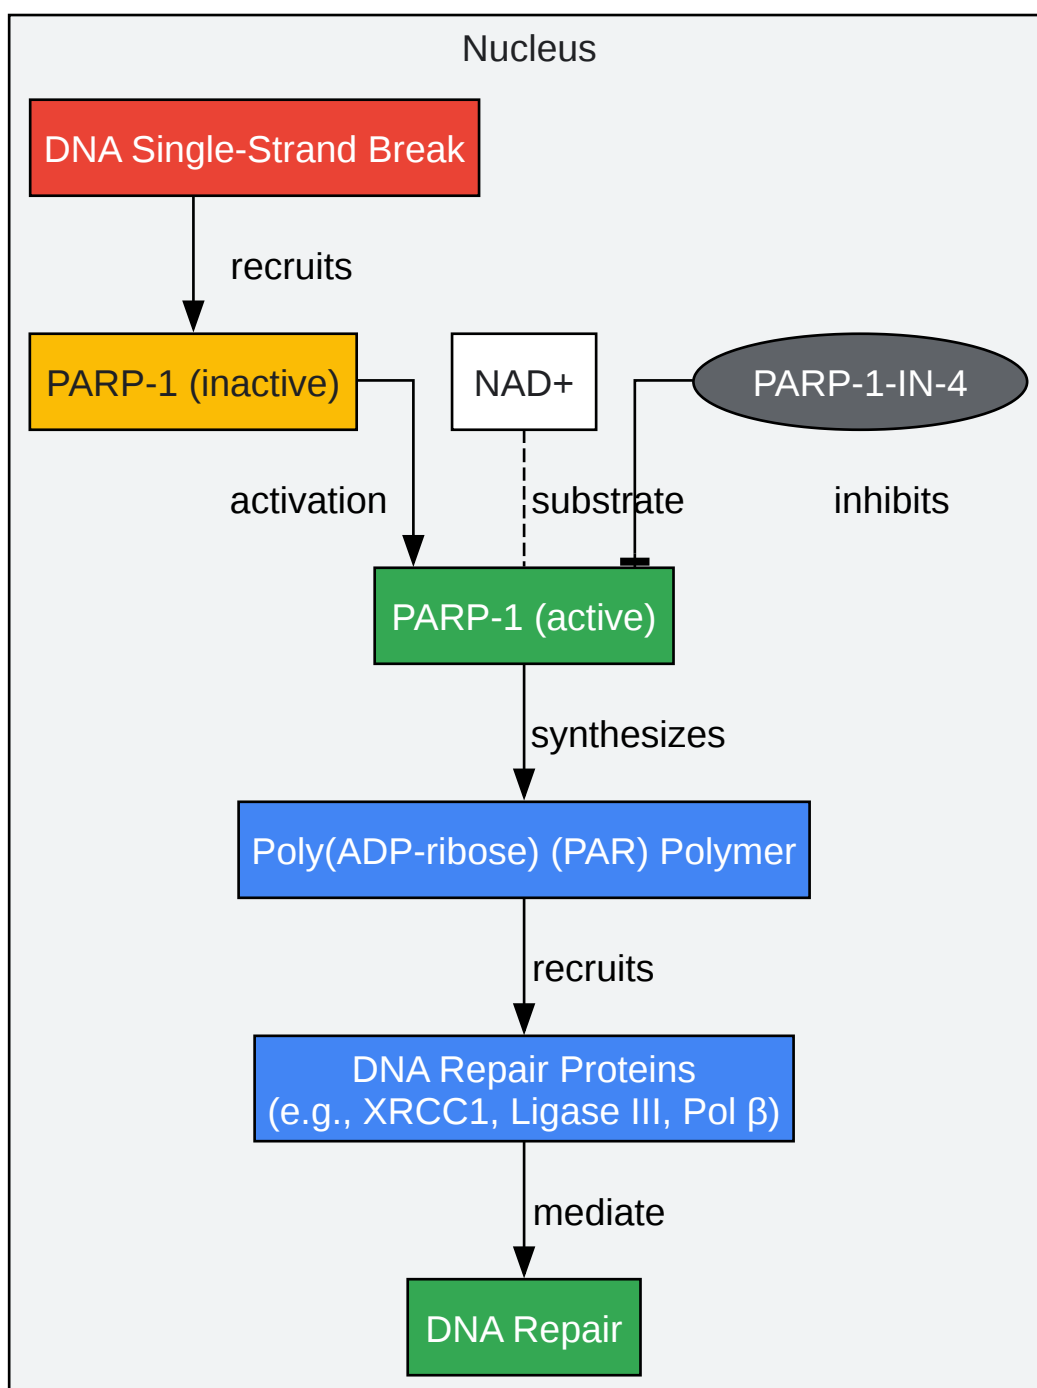 Nucleus
DNA Single-Strand Break
recruits
PARP-1 (inactive)
NAD+
PARP-1-IN-4
activation
substrate
inhibits
PARP-1 (active)
synthesizes
Poly(ADP-ribose) (PAR) Polymer
recruits
DNA Repair Proteins
(e.g., XRCC1, Ligase III, Pol β)
mediate
DNA Repair